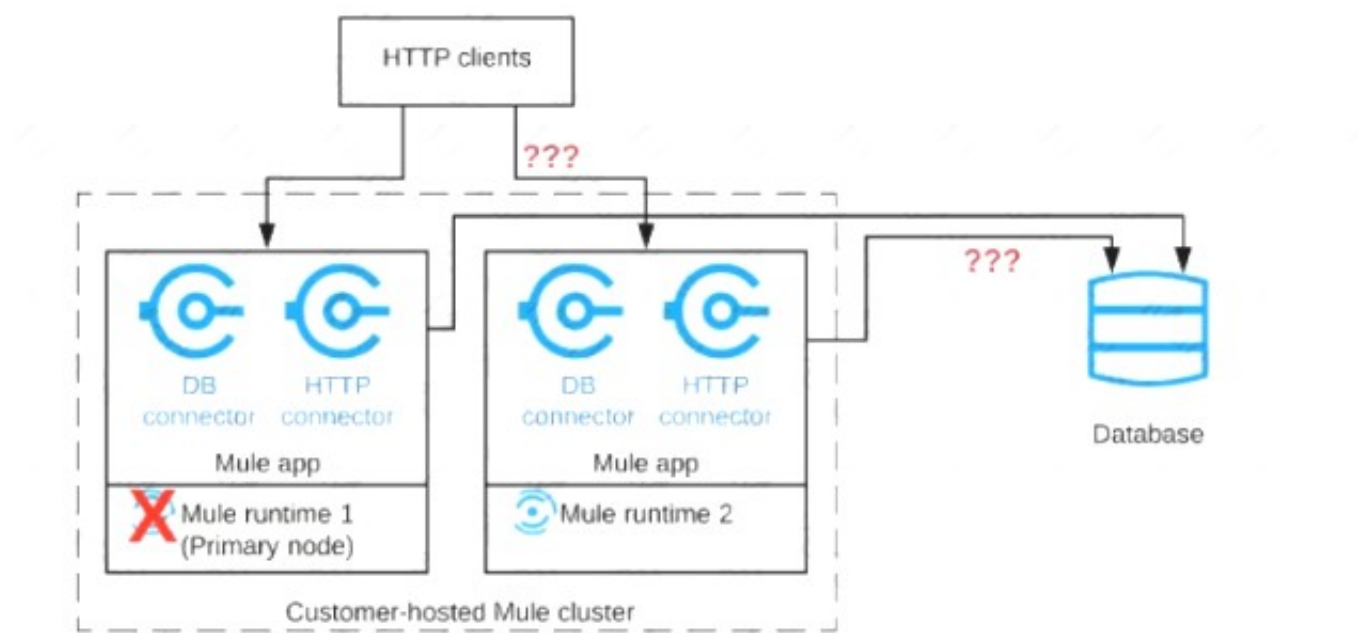 HTTP clients
???
???
DB
connector
HTTP
connector
DB
connector
HTTP
connector
Mule app
Mule app
Database
X
Mule runtime 1
(Primary node)
Mule runtime 2
Customer-hosted Mule cluster